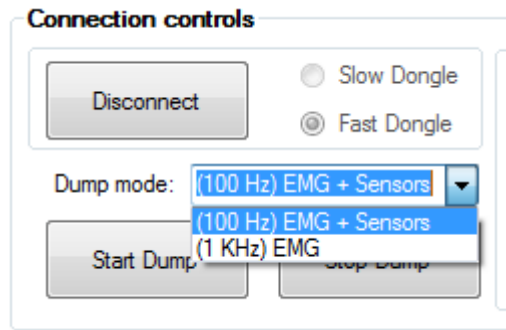 Connection controls
Disconnect
Slow Dongle
Fast Dongle
Dump mode:
(100 Hz) EMG + Sensors
(100 Hz) EMG + Sensors
(1 KHz) EMG
Start Dump
Stop Dump